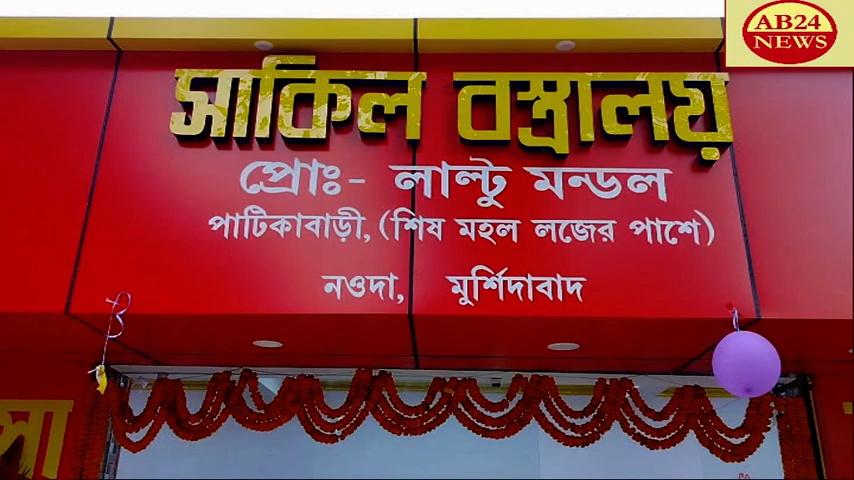 AB24
NEWS
সাকিল বস্ত্রালয়
প্রোঃ- লাল্টু মন্ডল
পাটিকাবাড়ী, (শিষ মহল লজের পাশে)
নওদা, মুর্শিদাবাদ